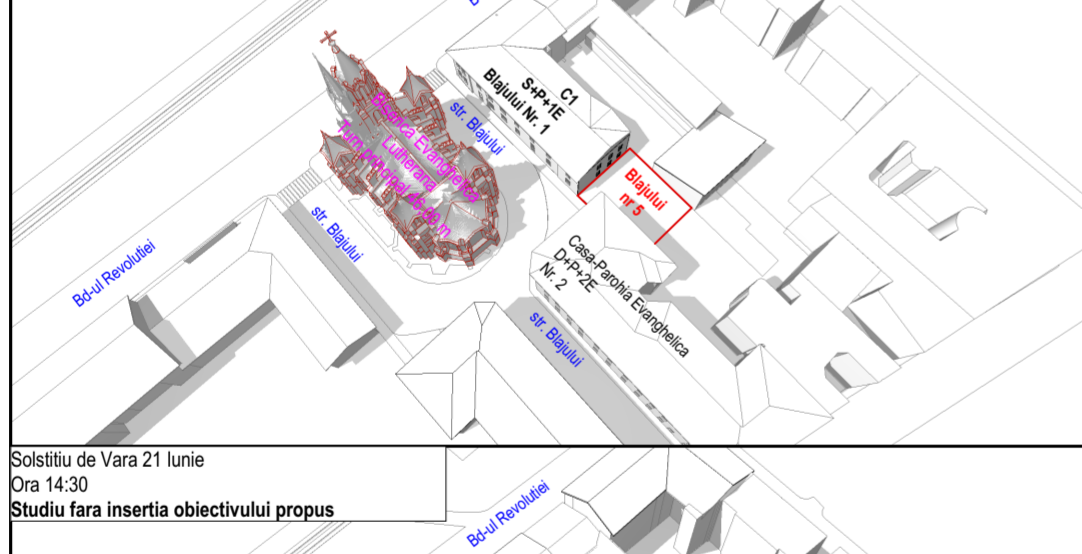 C1
S+P+1E
Blajului Nr. 1
str. Blajului
Biserica Evanghelica
Lutherana
Turn principal 46,00 m
Blajului
nr 5
str. Blajului
Bd-ul Revolutiei
Casa-Parohia Evanghelica
D+P+2E
Nr. 2
str. Blajului
Solstitiu de Vara 21 Iunie
Ora 14:30
Studiu fara insertia obiectivului propus
Bd-ul Revolutiei